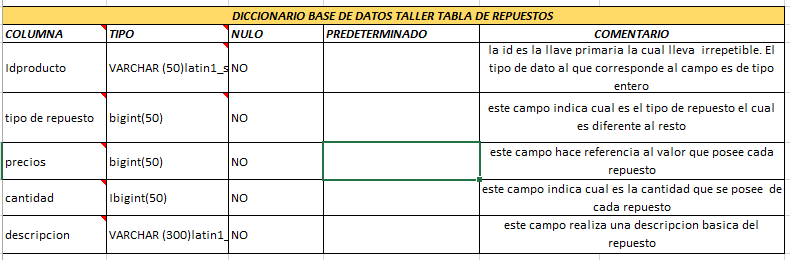 DICCIONARIO BASE DE DATOS TALLER TABLA DE REPUESTOS
COLUMNA TIPO NULO PREDETERMINADO COMENTARIO
Idproducto VARCHAR (50)latin1_s NO
la id es la llave primaria la cual lleva irrepetible. El
tipo de dato al que corresponde al campo es de tipo
entero
tipo de repuesto bigint(50) NO
este campo indica cual es el tipo de repuesto el cual
es diferente al resto
precios bigint(50) NO
este campo hace referencia al valor que posee cada
repuesto
cantidad Ibigint(50) NO
este campo indica cual es la cantidad que se posee de
cada repuesto
descripcion VARCHAR (300)latin1_ NO
este campo realiza una descripcion basica del
repuesto